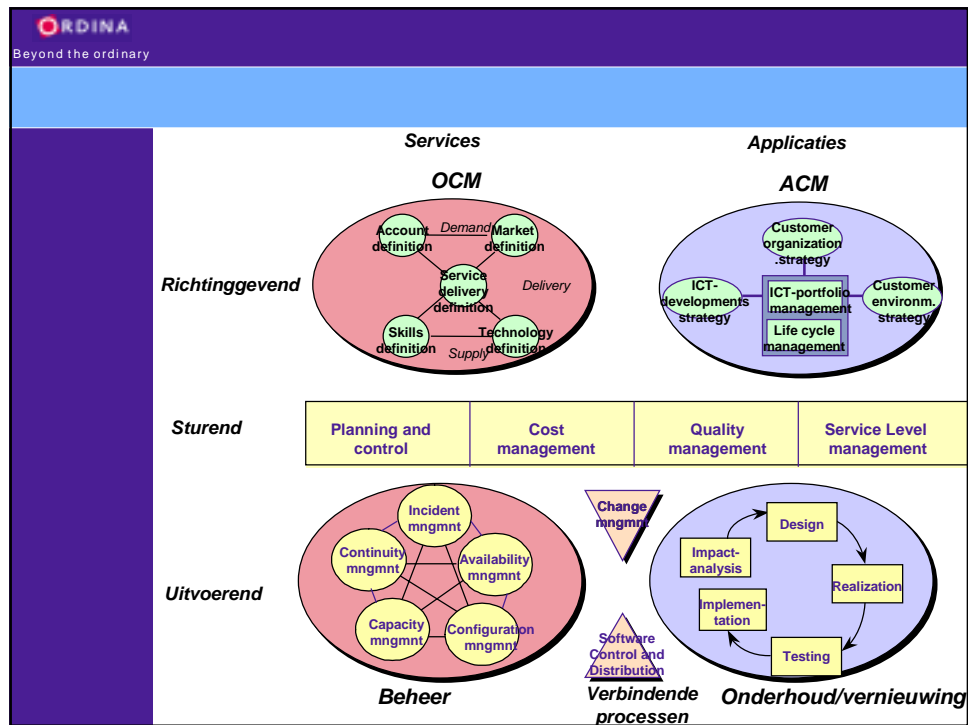 ORDINA
Beyond the ordinary
Services
Applicaties
OCM
ACM
Account
definition
Demand
Market
definition
Service
delivery
definition
Delivery
Skills
definition
Supply
Technology
definition
Customer
organization
.strategy
ICT-
developments
strategy
ICT-portfolio
management
Life cycle
management
Customer
environm.
strategy
Richtinggevend
Sturend
Planning and
control
Cost
management
Quality
management
Service Level
management
Uitvoerend
Incident
mngmnt
Continuity
mngmnt
Availability
mngmnt
Capacity
mngmnt
Configuration
mngmnt
Change
mngmnt
Software
Control and
Distribution
Design
Impact-
analysis
Realization
Implemen-
tation
Testing
Beheer
Verbindende
processen
Onderhoud/vernieuwing